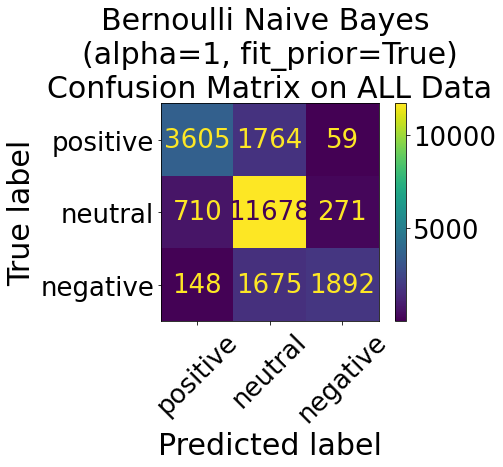 Bernoulli Naive Bayes
(alpha=1, fit_prior=True)
Confusion Matrix on ALL Data
True label
positive 3605 1764 59
neutral 710 11678 271
negative 148 1675 1892
10000
5000
positive neutral negative
Predicted label